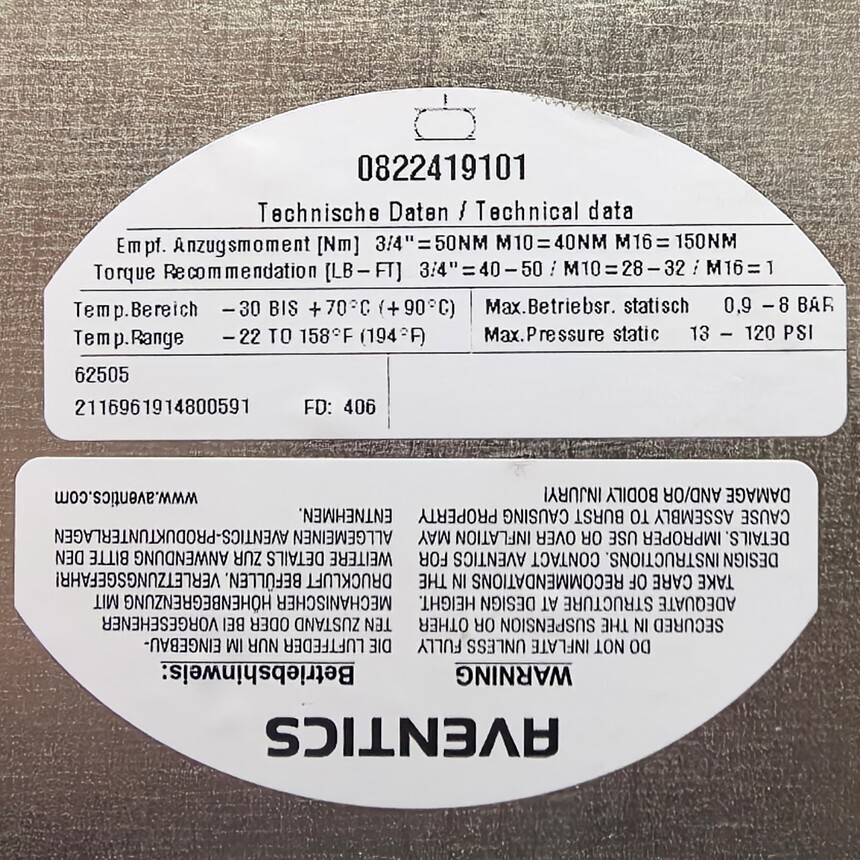 0822419101
Technische Daten / Technical data
Empf. Anzugsmoment [Nm] 3/4"=50NM M10=40NM M16=150NM
Torque Recommendation [LB-FT] 3/4"=40-50 / M10=28-32 / M16=1
Temp.Bereich -30 BIS +70°C (+90°C)
Temp.Range -22 TO 158°F (194°F)
Max.Betriebsr. statisch 0,9 -8 BAR
Max.Pressure static 13 - 120 PSI
62505
2116961914800591 FD: 406
AVENTICS
WARNING
DO NOT INFLATE UNLESS FULLY
SECURED IN THE SUSPENSION OR OTHER
ADEQUATE STRUCTURE AT DESIGN HEIGHT.
TAKE CARE OF RECOMMENDATIONS IN THE
DESIGN INSTRUCTIONS. CONTACT AVENTICS FOR
DETAILS. IMPROPER USE OR OVER INFLATION MAY
CAUSE ASSEMBLY TO BURST CAUSING PROPERTY
DAMAGE AND/OR BODILY INJURY!
Betriebshinweis:
DIE LUFTFEDER NUR IM EINGEBAU-
TEN ZUSTAND ODER BEI VORGESEHENER
MECHANISCHER HÖHENBEGRENZUNG MIT
DRUCKLUFT BEFÜLLEN. VERLETZUNGSGEFAHR!
WEITERE DETAILS ZUR ANWENDUNG BITTE DEN
ALLGEMEINEN AVENTICS-PRODUKTUNTERLAGEN
ENTNEHMEN.
www.aventics.com